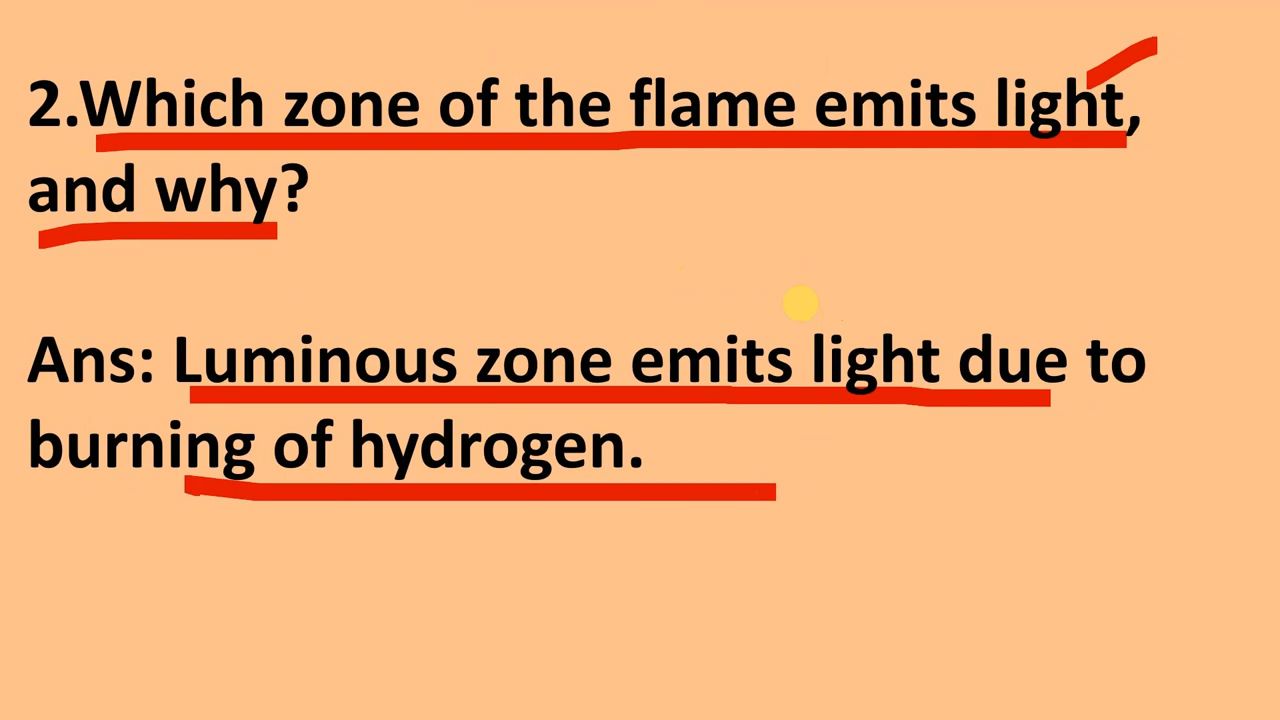 2.Which zone of the flame emits light,
and why?
Ans: Luminous zone emits light due to
burning of hydrogen.